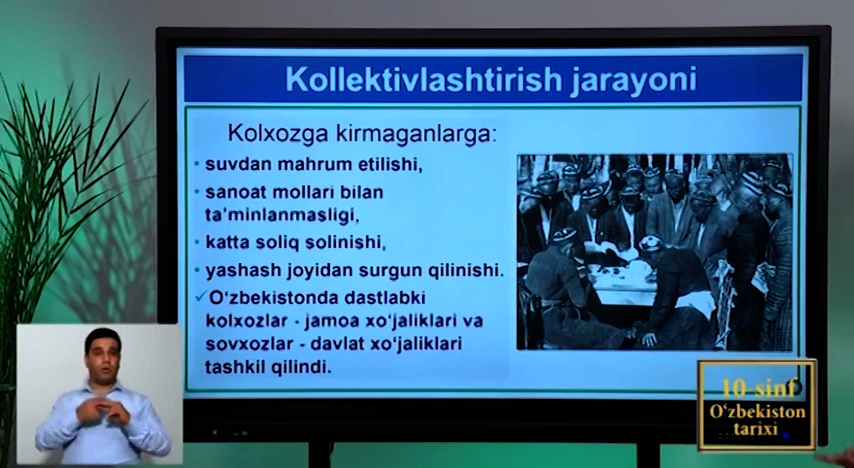 Kollektivlashtirish jarayoni
Kolxozga kirmaganlarga:
• suvdan mahrum etilishi,
• sanoat mollari bilan
ta'minlanmasligi,
• katta soliq solinishi,
• yashash joyidan surgun qilinishi.
✓O‘zbekistonda dastlabki
kolxozlar - jamoa xo‘jaliklari va
sovxozlar - davlat xo‘jaliklari
tashkil qilindi.
10-sinf
O‘zbekiston
tarixi